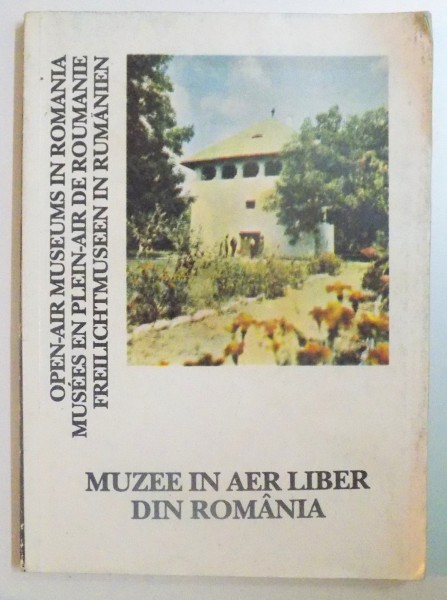 OPEN-AIR MUSEUMS IN ROMANIA
MUSÉES EN PLEIN-AIR DE ROUMANIE
FREILICHTMUSEEN IN RUMÄNIEN
MUZEE IN AER LIBER
DIN ROMÂNIA